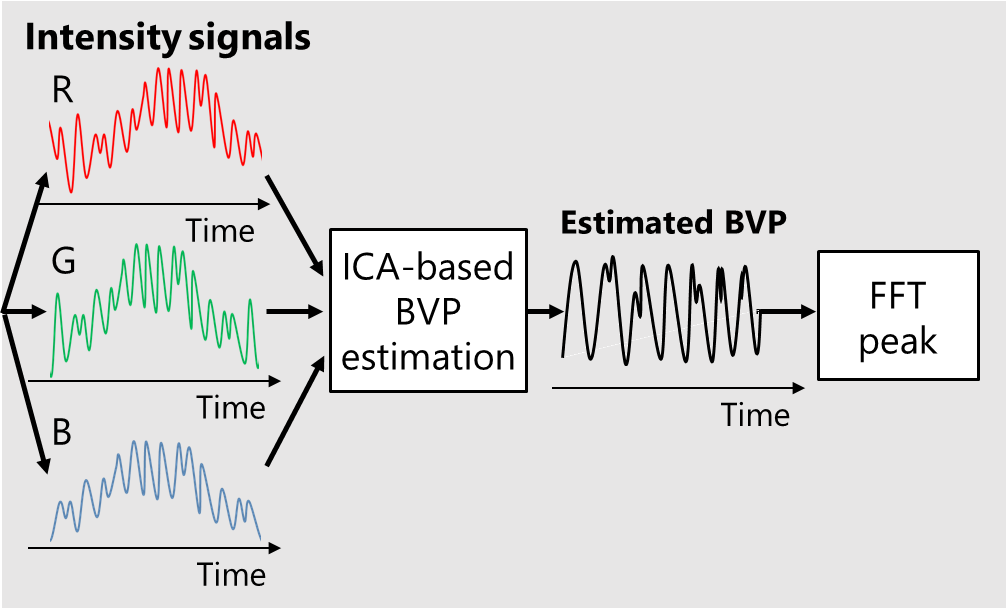 Intensity signals
R
Time
G
Time
B
Time
ICA-based
BVP
estimation
Estimated BVP
Time
FFT
peak